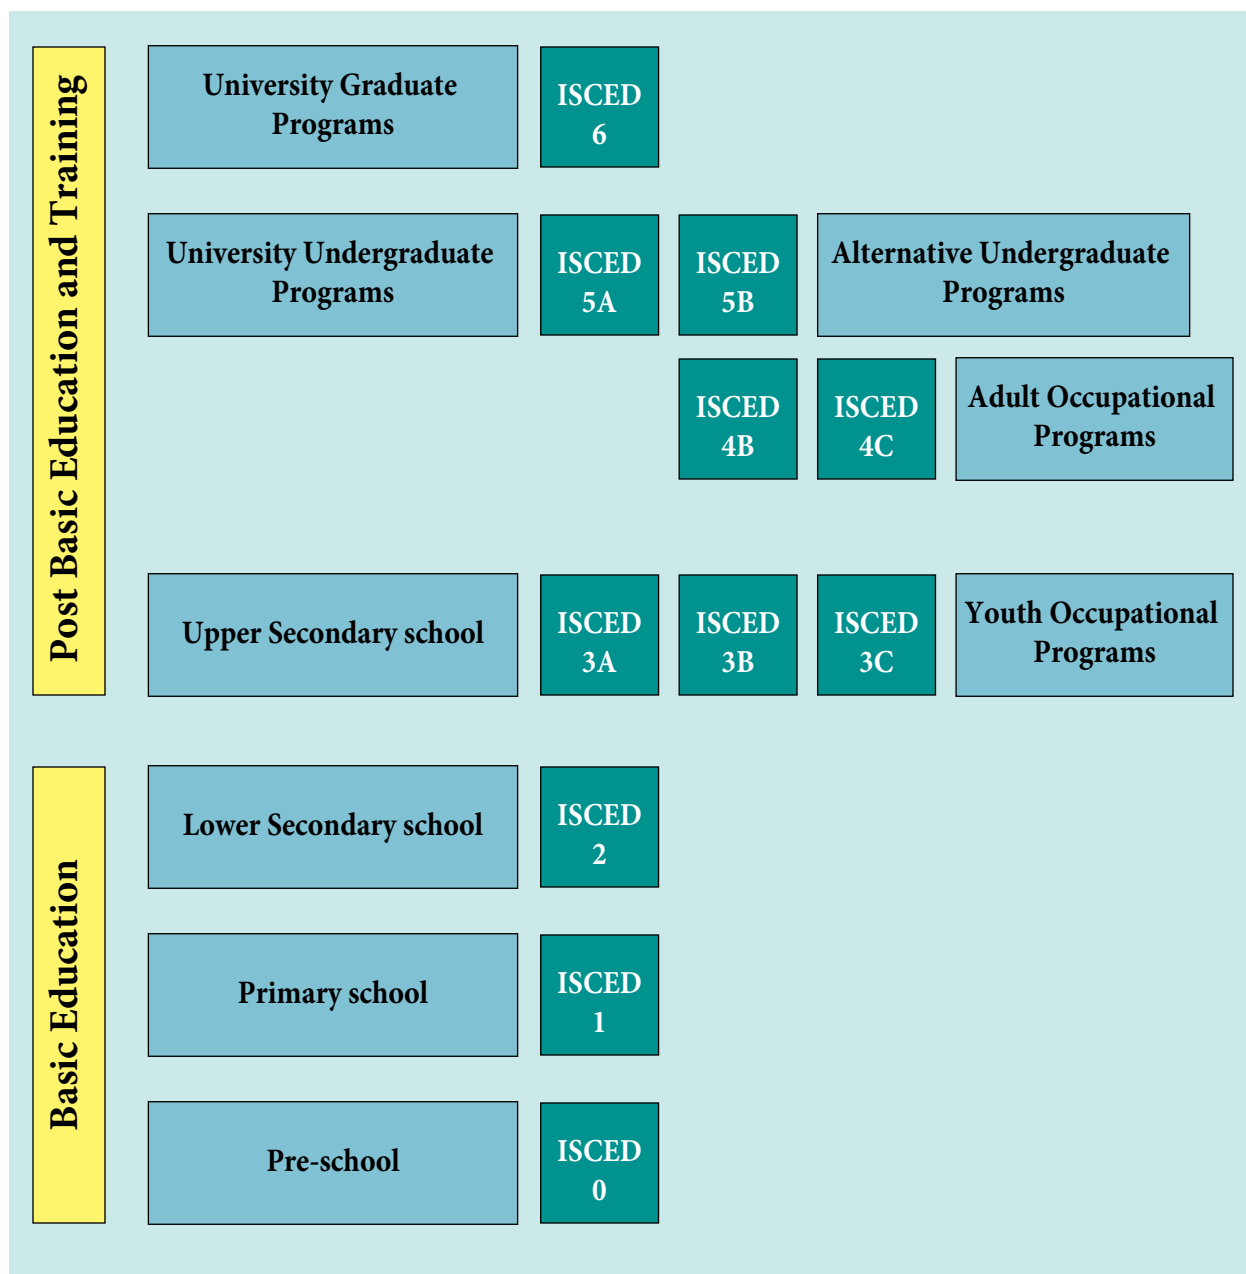 Post Basic Education and Training
University Graduate
Programs
ISCED
6
University Undergraduate
Programs
ISCED
5A
ISCED
5B
Alternative Undergraduate
Programs
ISCED
4B
ISCED
4C
Adult Occupational
Programs
Upper Secondary school
ISCED
3A
ISCED
3B
ISCED
3C
Youth Occupational
Programs
Basic Education
Lower Secondary school
ISCED
2
Primary school
ISCED
1
Pre-school
ISCED
0